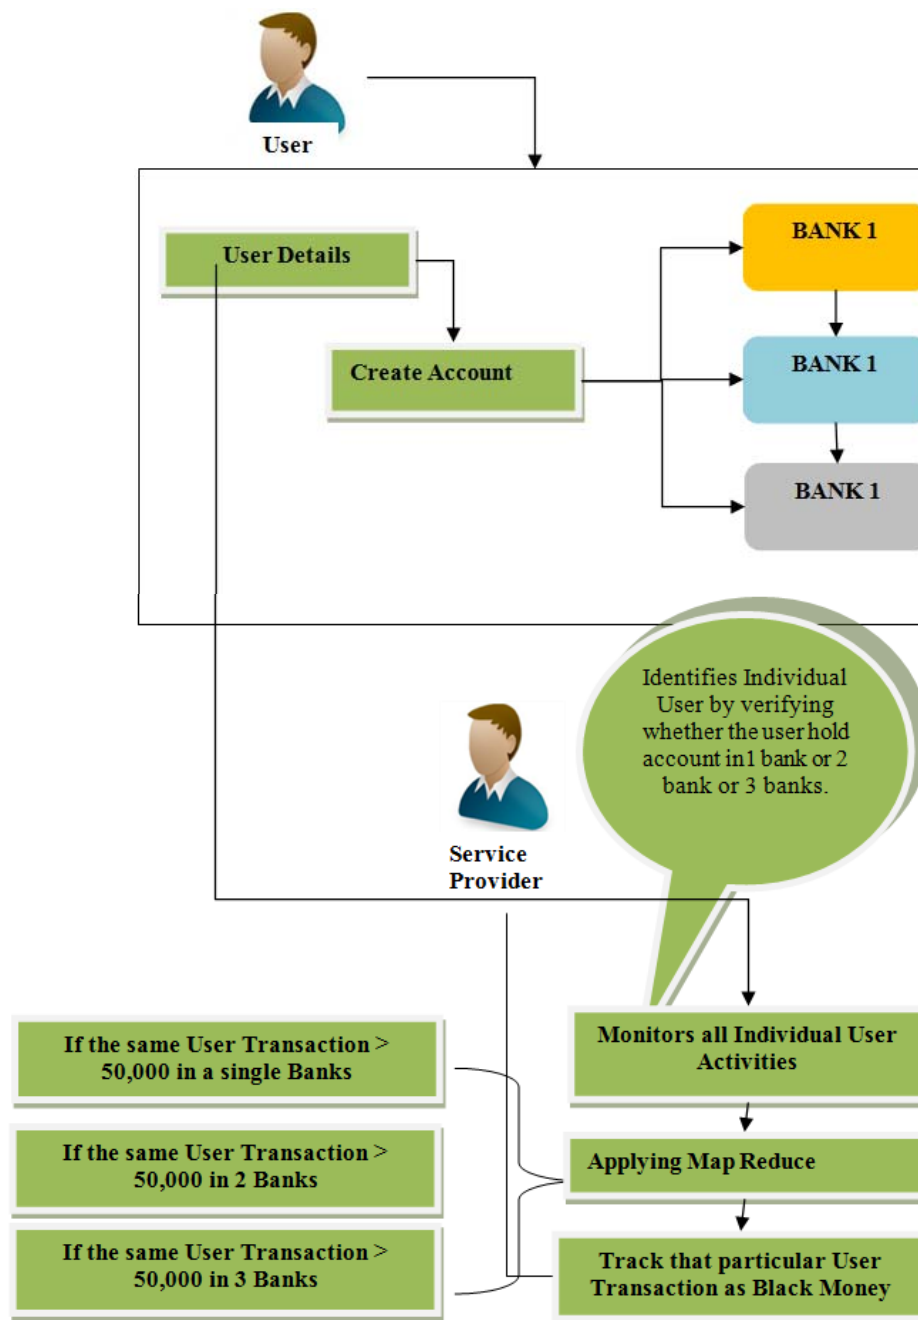 User
User Details
BANK 1
Create Account
BANK 1
BANK 1
Identifies Individual
User by verifying
whether the user hold
account in1 bank or 2
bank or 3 banks.
Service
Provider
If the same User Transaction >
50,000 in a single Banks
Monitors all Individual User
Activities
If the same User Transaction >
50,000 in 2 Banks
Applying Map Reduce
If the same User Transaction >
50,000 in 3 Banks
Track that particular User
Transaction as Black Money